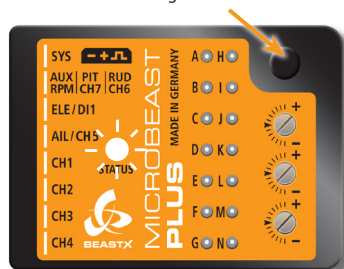 SYS - +
AUX PIT RUD
RPM CH7 CH6
ELE/DI1
AIL/CH5
CH1
STATUS
CH2
CH3
CH4
BEASTX
MICROBEAST
PLUS
MADE IN GERMANY
A H
B I
C J
D K
E L
F M
G N
+
-
+
-
+
-